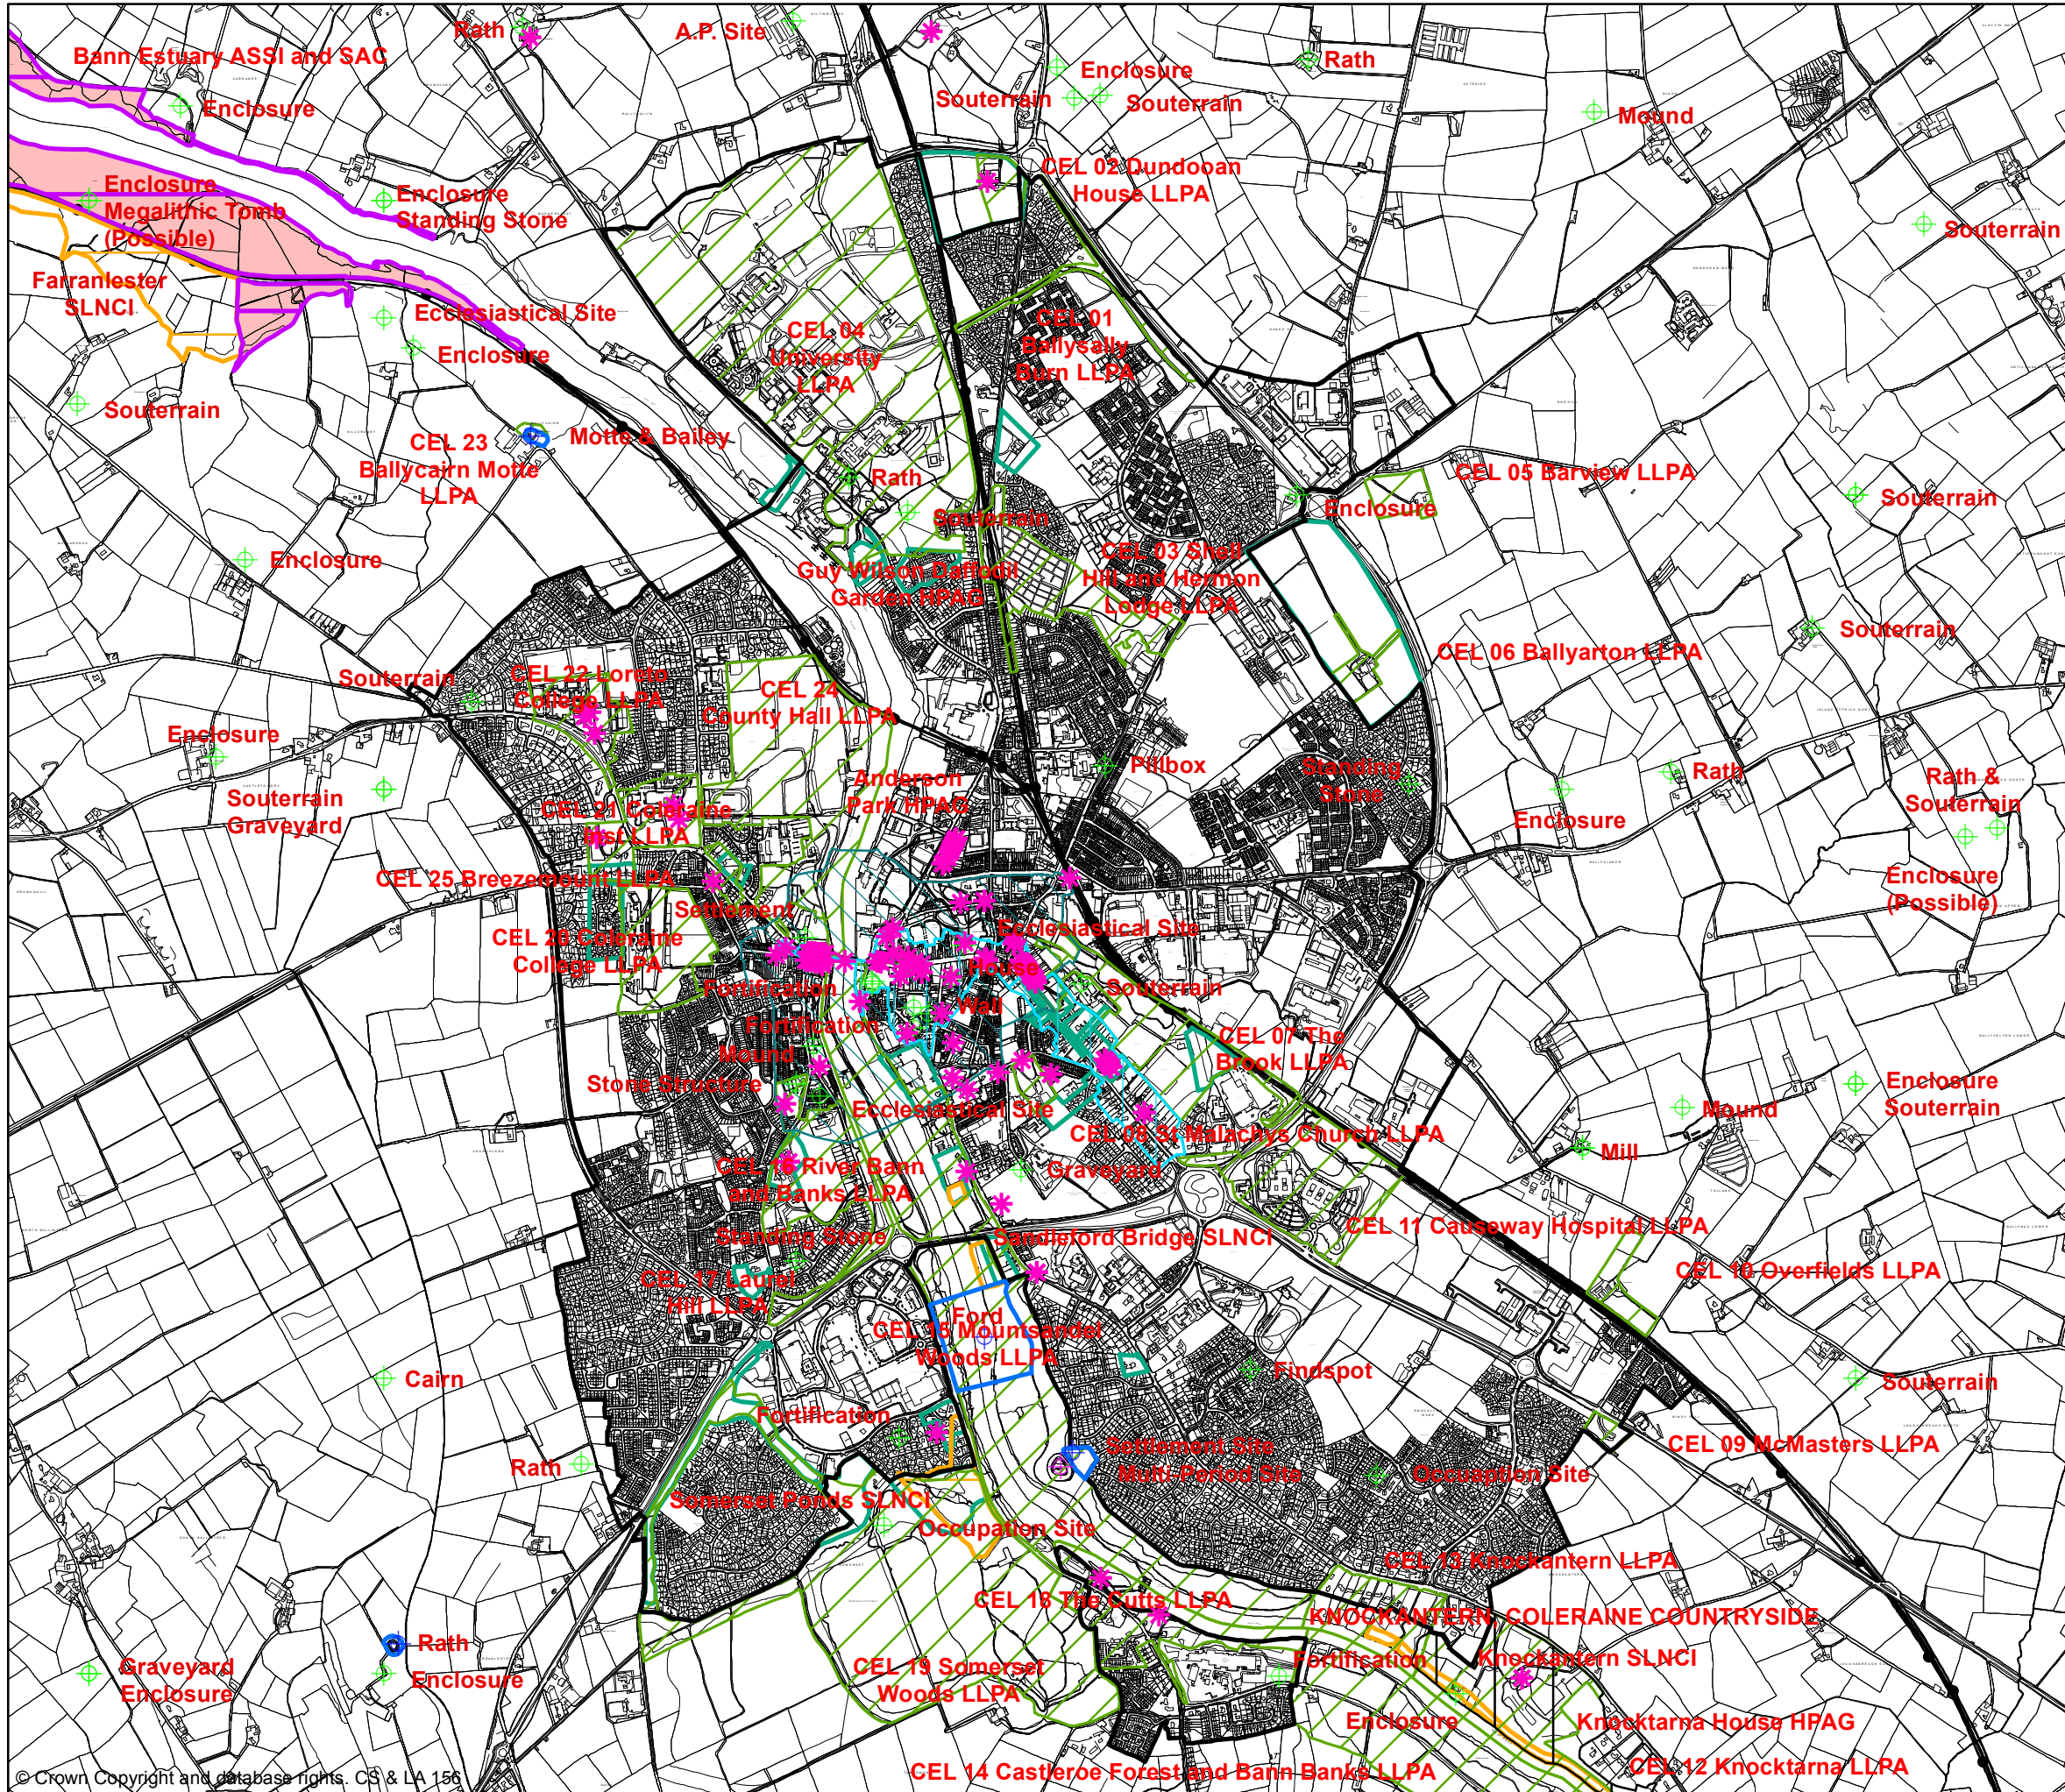 Rath
A.P. Site
Bann Estuary ASSI and SAC
Enclosure
Rath
Enclosure
Souterrain
Souterrain
Mound
CEL 02 Dundooan
House LLPA
Enclosure
Megalithic Tomb
(Possible)
Enclosure
Standing Stone
Souterrain
Farranlester
SLNCI
Ecclesiastical Site
Enclosure
CEL 04
University
LLPA
CEL 01
Ballysally
Burn LLPA
Souterrain
CEL 23
Ballycairn Motte
LLPA
Motte & Bailey
Rath
CEL 05 Barview LLPA
Souterrain
Enclosure
Souterrain
Enclosure
Guy Wilson Daffodil
Garden HPAG
CEL 03 Shell
Hill and Hermon
Lodge LLPA
Souterrain
CEL 06 Ballyarton LLPA
Souterrain
CEL 22 Loreto
College LLPA
CEL 24
County Hall LLPA
Enclosure
Souterrain
Graveyard
Anderson
Park HPAG
Pillbox
Standing
Stone
Rath
Rath &
Souterrain
CEL 21 Coleraine
Inst LLPA
Enclosure
CEL 25 Breezemount LLPA
Enclosure
(Possible)
Settlement
CEL 20 Coleraine
College LLPA
Ecclesiastical Site
House
Fortification
Souterrain
Wall
Fortification
Mound
CEL 07 The
Brook LLPA
Stone Structure
Enclosure
Souterrain
Ecclesiastical Site
Mound
CEL 08 St Malachys Church LLPA
Mill
CEL 16 River Bann
and Banks LLPA
Graveyard
Standing Stone
Sandleford Bridge SLNCI
CEL 11 Causeway Hospital LLPA
CEL 17 Laurel
Hill LLPA
CEL 10 Overfields LLPA
Ford
CEL 15 Mountsandel
Woods LLPA
Cairn
Findspot
Souterrain
Fortification
Settlement Site
Multi-Period Site
CEL 09 McMasters LLPA
Rath
Occuaption Site
Somerset Ponds SLNCI
Occupation Site
CEL 13 Knockantern LLPA
CEL 18 The Cutts LLPA
KNOCKANTERN, COLERAINE COUNTRYSIDE
Rath
Enclosure
Graveyard
Enclosure
CEL 19 Somerset
Woods LLPA
Fortification
Knockantern SLNCI
Enclosure
Knocktarna House HPAG
CEL 14 Castleroe Forest and Bann Banks LLPA
CEL 12 Knocktarna LLPA
© Crown Copyright and database rights. CS & LA 156